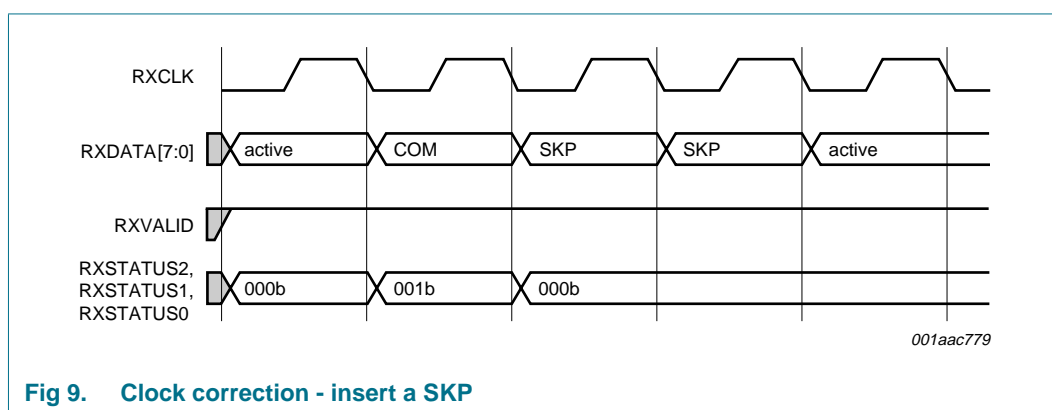 RXCLK
RXDATA[7:0]
active COM SKP SKP active
RXVALID
RXSTATUS2,
RXSTATUS1,
RXSTATUS0
000b 001b 000b
001aac779
Fig 9. Clock correction - insert a SKP